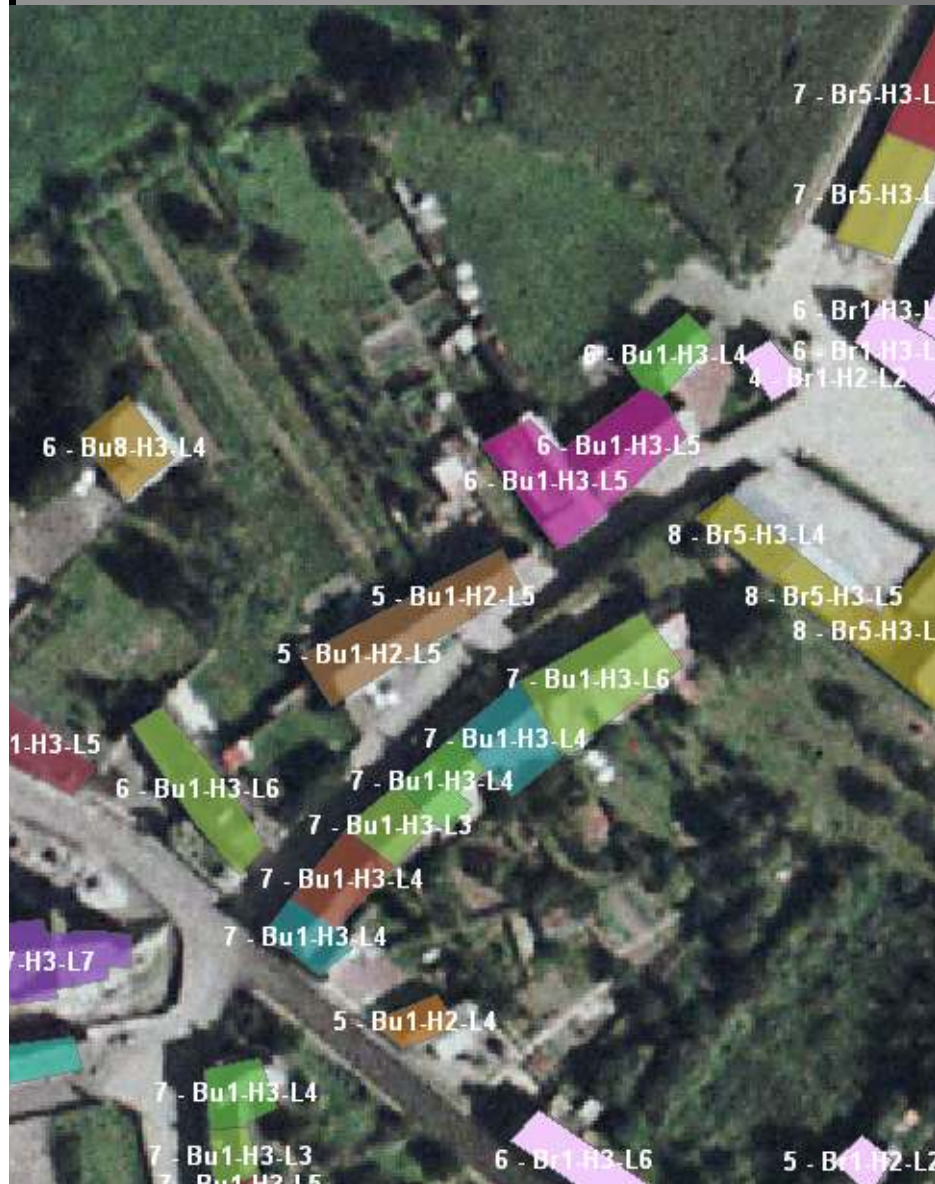 7 - Br5-H3-L
7 - Br5-H3-L
6 - Br1-H3-L
6 - Br1-H3-L
6 - Bu1-H3-L4
4 - Br1-H2-L2
6 - Bu8-H3-L4
6 - Bu1-H3-L5
6 - Bu1-H3-L5
8 - Br5-H3-L4
5 - Bu1-H2-L5
8 - Br5-H3-L5
8 - Br5-H3-L
5 - Bu1-H2-L5
7 - Bu1-H3-L6
7 - Bu1-H3-L4
1-H3-L5
7 - Bu1-H3-L4
6 - Bu1-H3-L6
7 - Bu1-H3-L3
7 - Bu1-H3-L4
7 - Bu1-H3-L4
7-H3-L7
5 - Bu1-H2-L4
7 - Bu1-H3-L4
7 - Bu1-H3-L3
6 - Br1-H3-L6
5 - Br1-H2-L2